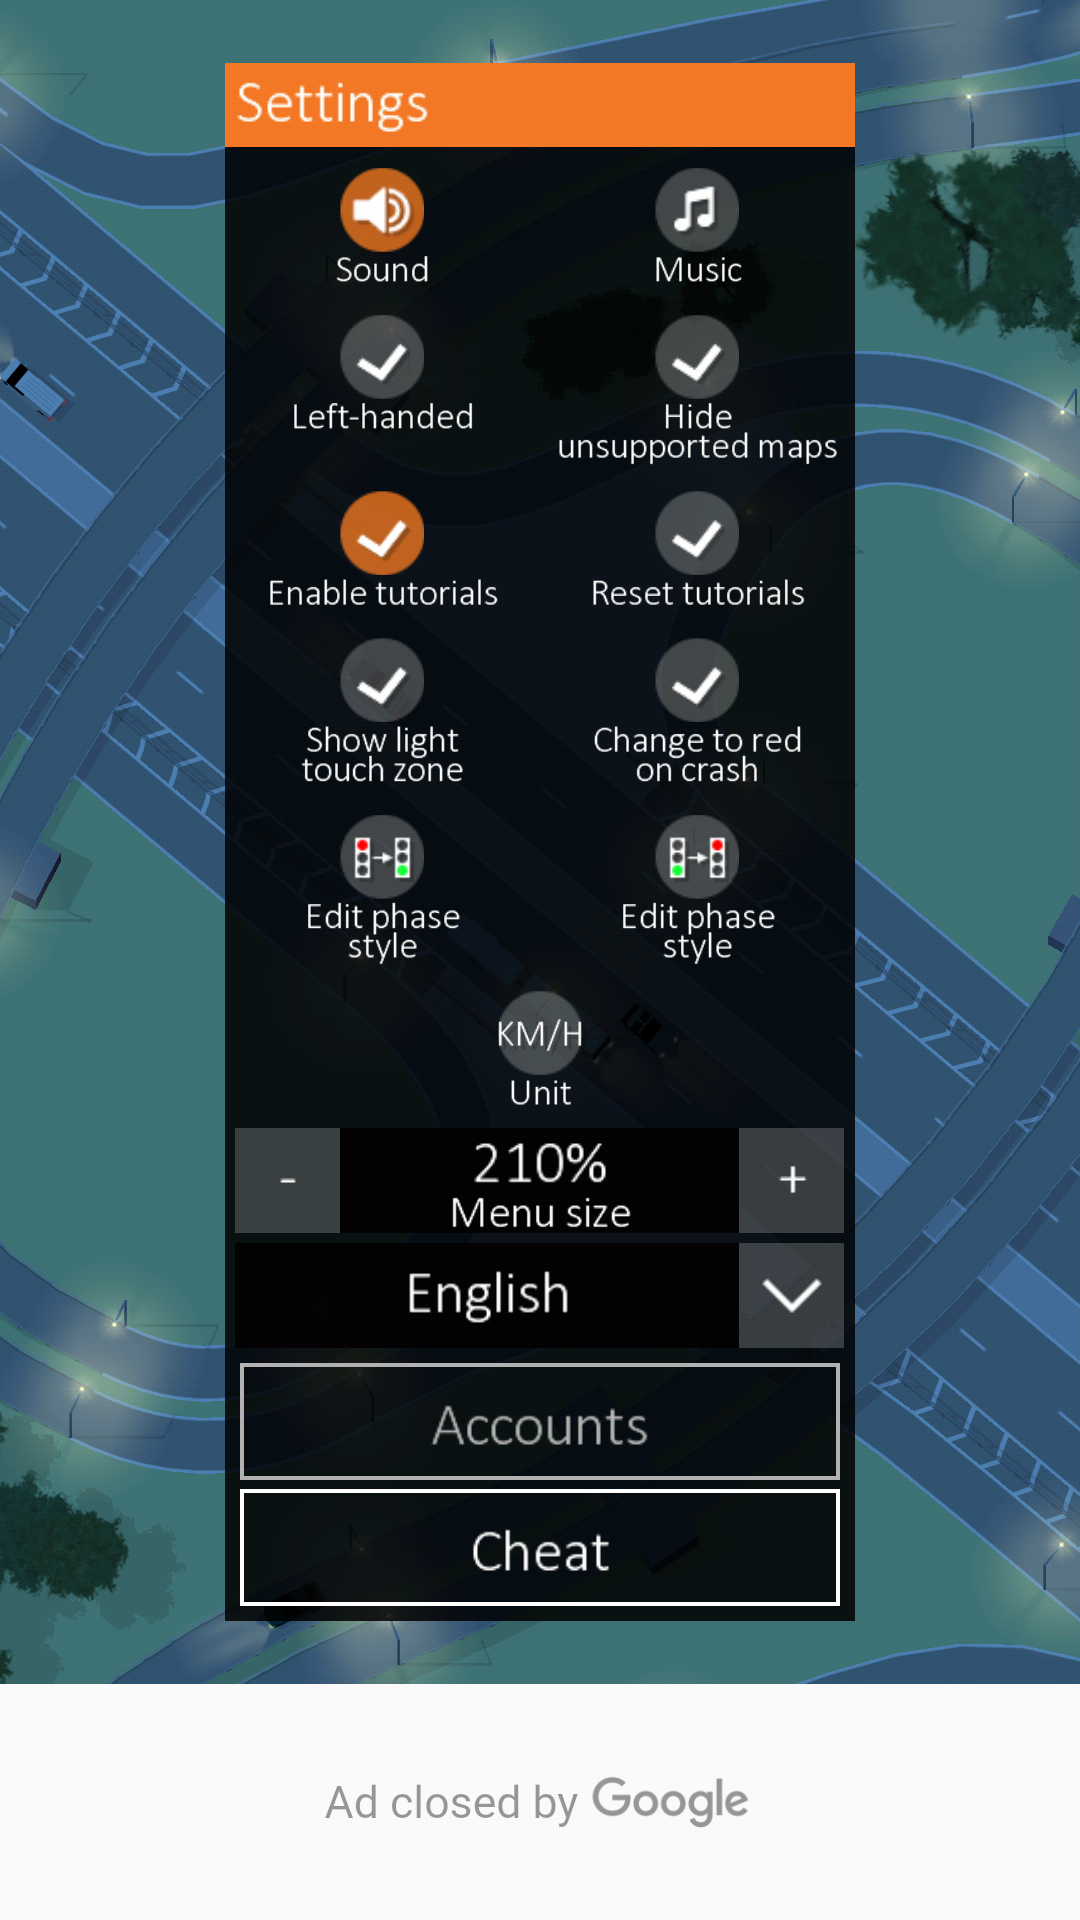 Settings
Sound
Music
Left-handed
Hide
unsupported maps
Enable tutorials
Reset tutorials
Show light
touch zone
Change to red
on crash
Edit phase
style
Edit phase
style
KM/H
Unit
-
210%
+
Menu size
English
Accounts
Cheat
Ad closed by Google